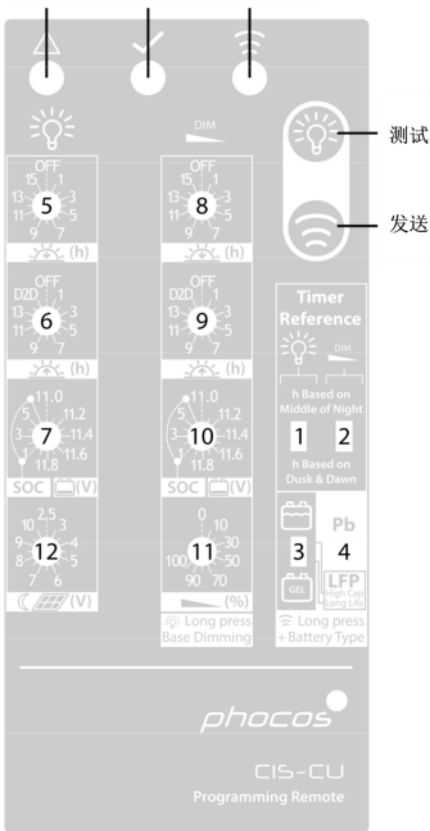 DIM
测试
OFF
15 1
13 3
11 5
9 7
5
(h)
OFF
15 1
13 3
11 5
9 7
8
(h)
发送
OFF
D2D 1
13 3
11 5
9 7
6
(h)
OFF
D2D 1
13 3
11 5
9 7
9
(h)
Timer
Reference
DIM
h Based on
Middle of Night
1 2
h Based on
Dusk & Dawn
11.0
5 11.2
3 11.4
1 11.6
11.8
7
SOC (V)
11.0
5 11.2
3 11.4
1 11.6
11.8
10
SOC (V)
2.5
10 3
9 4
8 5
7 6
12
(V)
0
10
30
100 50
90 70
11
(%)
Long press
Base Dimming
Pb
3 4
GEL
LFP
High Cap
Long Life
Long press
+Battery Type
phocos
CIS-CU
Programming Remote